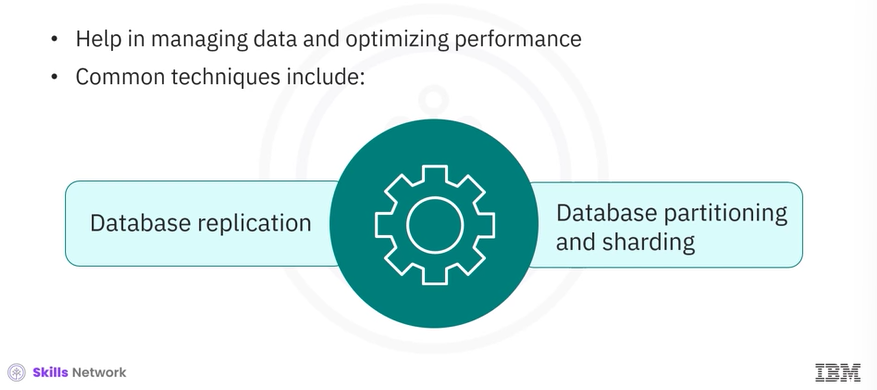 • Help in managing data and optimizing performance
• Common techniques include:
Database replication
Database partitioning
and sharding
Skills Network
IBM